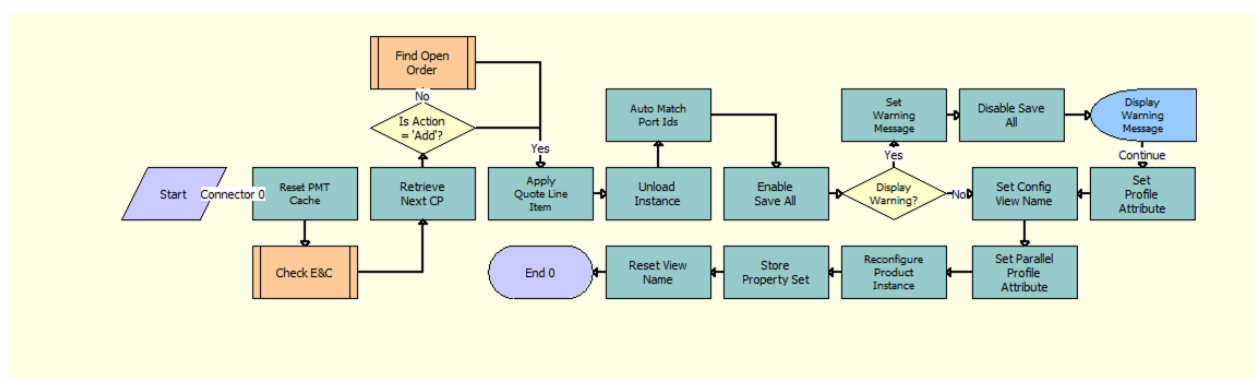 Start
Connector 0
Reset PMT
Cache
Check E&C
Retrieve
Next CP
Is Action
= 'Add'?
No
Find Open
Order
Yes
Apply
Quote Line
Item
Unload
Instance
Auto Match
Port Ids
Enable
Save All
Display
Warning?
Yes
Set
Warning
Message
Disable Save
All
Display
Warning
Message
Continue
Set
Profile
Attribute
No
Set Config
View Name
Set Parallel
Profile
Attribute
Reconfigure
Product
Instance
Store
Property Set
Reset View
Name
End 0